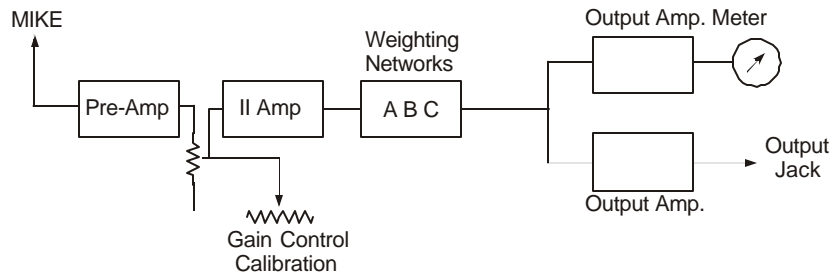 MIKE
Pre-Amp
II Amp
Weighting
Networks
A B C
Output Amp. Meter
Output
Jack
Output Amp.
Gain Control
Calibration